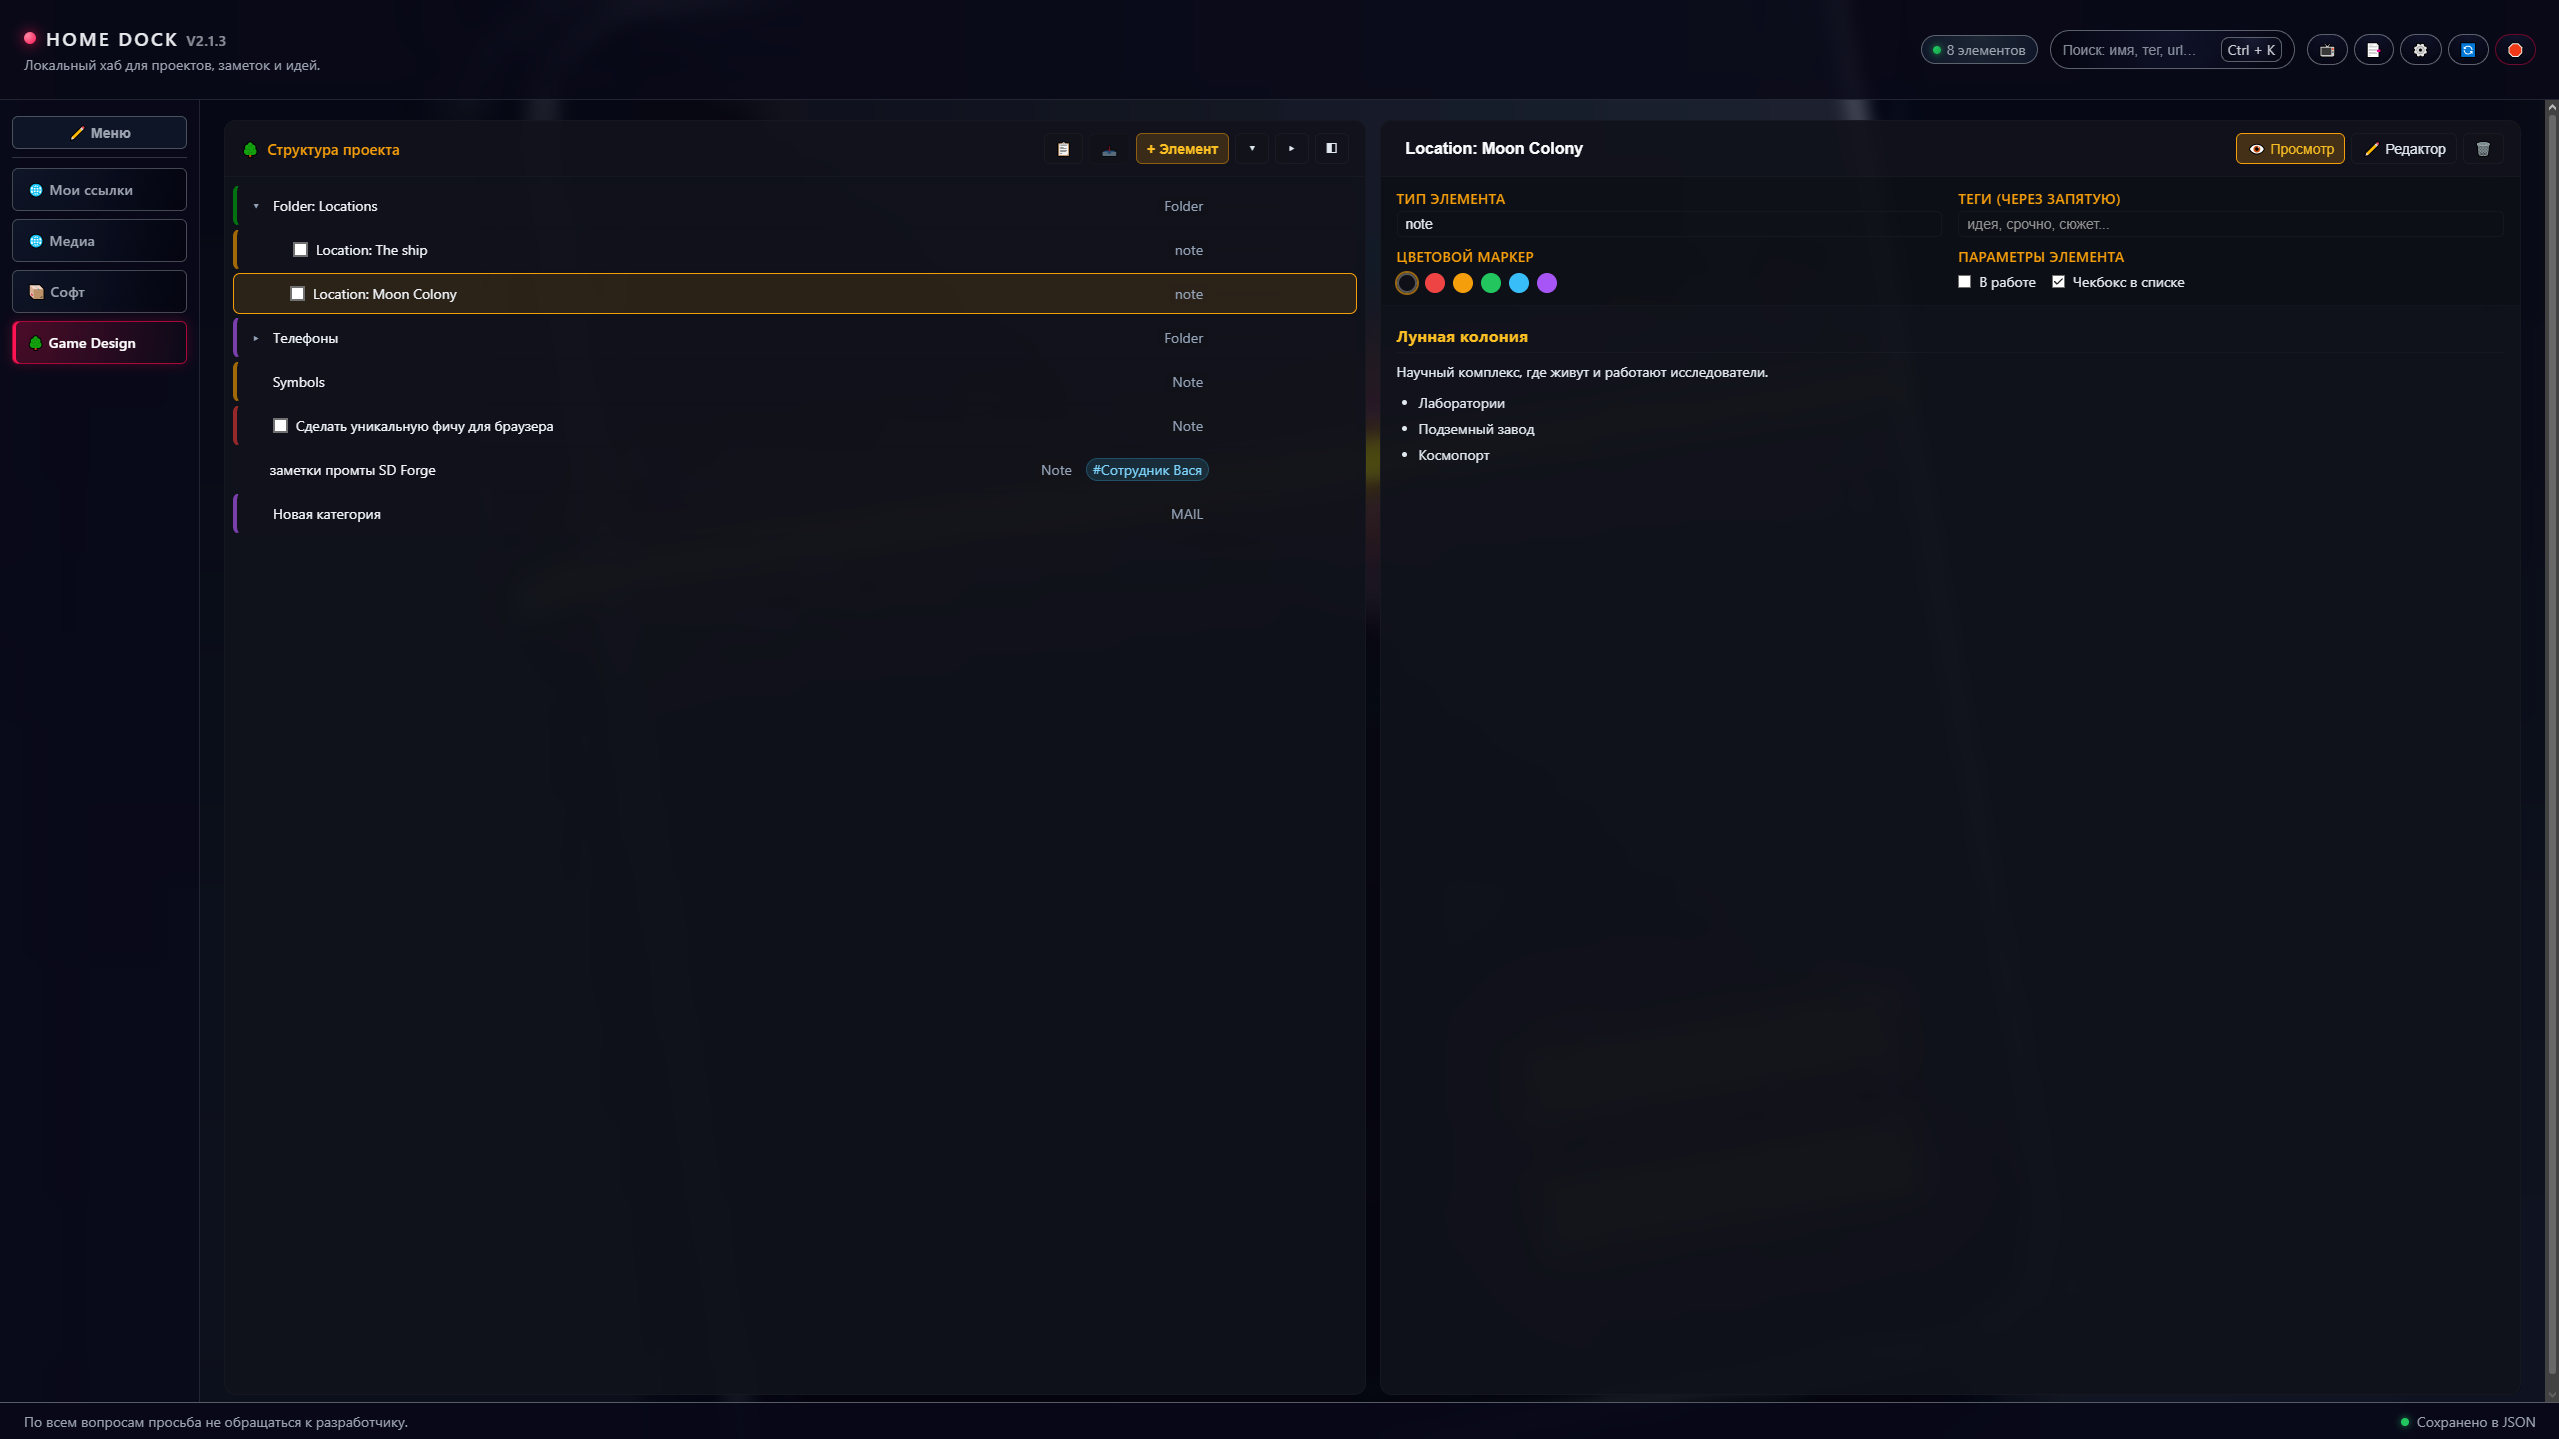 HOME DOCK V2.1.3
Локальный хаб для проектов, заметок и идей.
8 элементов
Поиск: имя, тег, url...
Ctrl + K
Меню
Мои ссылки
Медиа
Софт
Game Design
Структура проекта
+ Элемент
Folder: Locations Folder
Location: The ship note
Location: Moon Colony note
Телефоны Folder
Symbols Note
Сделать уникальную фичу для браузера Note
заметки промты SD Forge Note #Сотрудник Вася
Новая категория MAIL
Location: Moon Colony
Просмотр
Редактор
ТИП ЭЛЕМЕНТА
note
ТЕГИ (ЧЕРЕЗ ЗАПЯТУЮ)
идея, срочно, сюжет...
ЦВЕТОВОЙ МАРКЕР
ПАРАМЕТРЫ ЭЛЕМЕНТА
В работе
Чекбокс в списке
Лунная колония
Научный комплекс, где живут и работают исследователи.
Лаборатории
Подземный завод
Космопорт
По всем вопросам просьба не обращаться к разработчику.
Сохранено в JSON